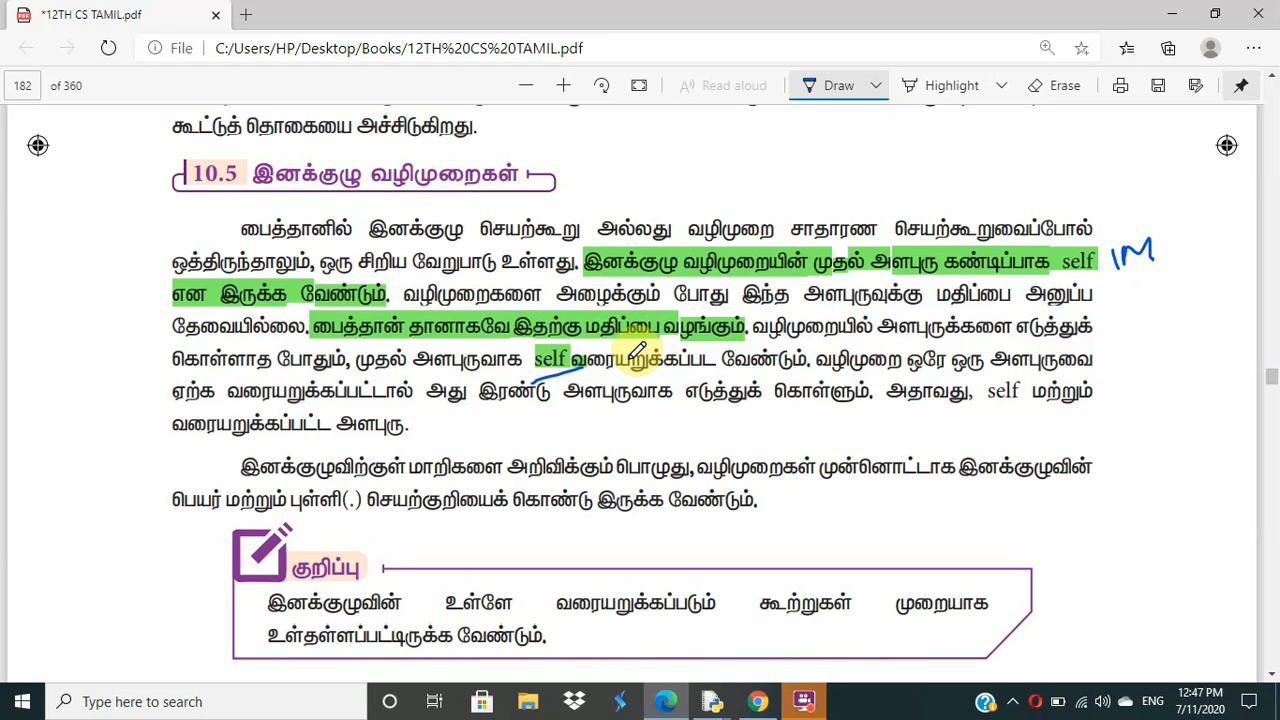 *12TH CS TAMIL.pdf
File C:/Users/HP/Desktop/Books/12TH%20CS%20TAMIL.pdf
182 of 360 Read aloud Draw Highlight Erase
கூட்டுத் தொகையை அச்சிடுகிறது.
10.5 இனக்குழு வழிமுறைகள்
பைத்தானில் இனக்குழு செயற்கூறு அல்லது வழிமுறை சாதாரண செயற்கூறுவைப்போல்
ஒத்திருந்தாலும், ஒரு சிறிய வேறுபாடு உள்ளது. இனக்குழு வழிமுறையின் முதல் அளபுரு கண்டிப்பாக self IM
என இருக்க வேண்டும். வழிமுறைகளை அழைக்கும் போது இந்த அளபுருவுக்கு மதிப்பை அனுப்ப
தேவையில்லை. பைத்தான் தானாகவே இதற்கு மதிப்பை வழங்கும். வழிமுறையில் அளபுருக்களை எடுத்துக்
கொள்ளாத போதும், முதல் அளபுருவாக self வரையறுக்கப்பட வேண்டும். வழிமுறை ஒரே ஒரு அளபுருவை
ஏற்க வரையறுக்கப்பட்டால் அது இரண்டு அளபுருவாக எடுத்துக் கொள்ளும். அதாவது, self மற்றும்
வரையறுக்கப்பட்ட அளபுரு.
இனக்குழுவிற்குள் மாறிகளை அறிவிக்கும் பொழுது, வழிமுறைகள் முன்னொட்டாக இனக்குழுவின்
பெயர் மற்றும் புள்ளி(.) செயற்குறியைக் கொண்டு இருக்க வேண்டும்.
குறிப்பு
இனக்குழுவின் உள்ளே வரையறுக்கப்படும் கூற்றுகள் முறையாக
உள்தள்ளப்பட்டிருக்க வேண்டும்.
Type here to search
ENG
12:47 PM
7/11/2020